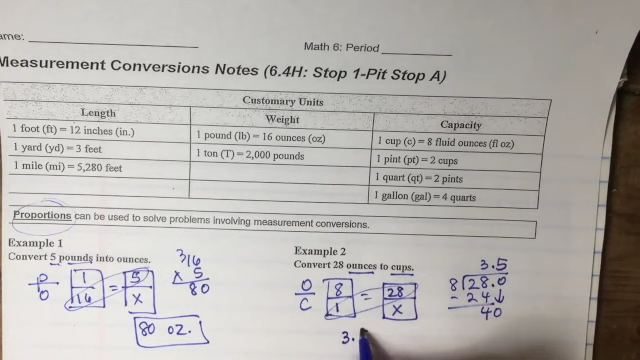 ame:
Math 6: Period
Measurement Conversions Notes (6.4H: Stop 1-Pit Stop A)
Customary Units
Length Weight Capacity
1 foot (ft) = 12 inches (in.) 1 pound (lb) = 16 ounces (oz) 1 cup (c) = 8 fluid ounces (fl oz)
1 yard (yd) = 3 feet 1 ton (T) = 2,000 pounds 1 pint (pt) = 2 cups
1 mile (mi) = 5,280 feet 1 quart (qt) = 2 pints
1 gallon (gal) = 4 quarts
Proportions can be used to solve problems involving measurement conversions.
Example 1
Convert 5 pounds into ounces.
P/O 1/16 = 5/X
3
16
x 5
80
80 oz.
Example 2
Convert 28 ounces to cups.
O/C 8/1 = 28/X
3.5
8 28.0
- 24
40
3.